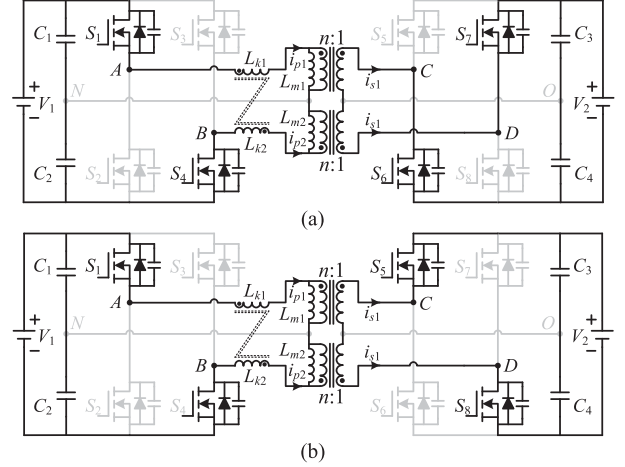 C1 S1 S3 Lk1 ip1 n:1 S5 S7 C3
A Lm1 is1 C
V1 N O V2
B Lm2 D
C2 S2 S4 Lk2 ip2 n:1 is1 S6 S8 C4
(a)
C1 S1 S3 Lk1 ip1 n:1 S5 S7 C3
A Lm1 is1 C
V1 N O V2
B Lm2 D
C2 S2 S4 Lk2 ip2 n:1 is1 S6 S8 C4
(b)